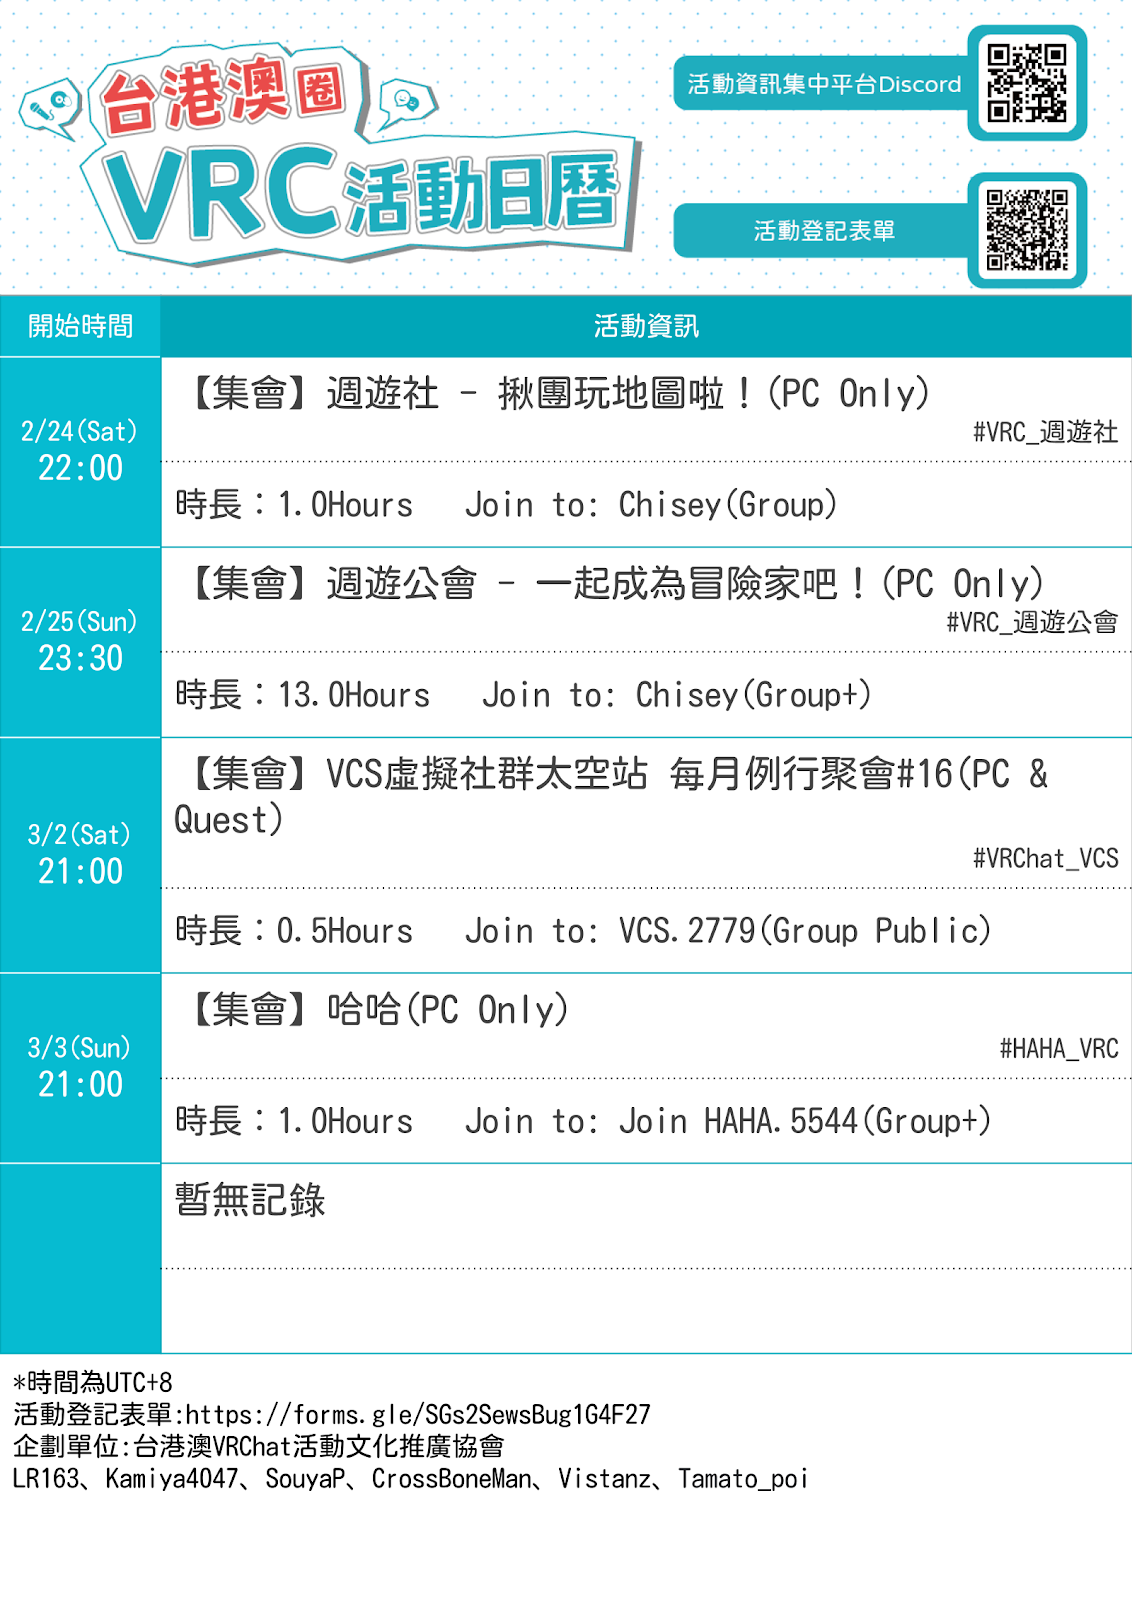 台港澳圈
VRC活動日曆
活動資訊集中平台Discord
活動登記表單
開始時間
活動資訊
2/24(Sat)
22:00
【集會】週遊社 - 揪團玩地圖啦！(PC Only)
#VRC_週遊社
時長：1.0Hours Join to: Chisey(Group)
2/25(Sun)
23:30
【集會】週遊公會 - 一起成為冒險家吧！(PC Only)
#VRC_週遊公會
時長：13.0Hours Join to: Chisey(Group+)
3/2(Sat)
21:00
【集會】VCS虛擬社群太空站 每月例行聚會#16(PC &
Quest)
#VRChat_VCS
時長：0.5Hours Join to: VCS.2779(Group Public)
3/3(Sun)
21:00
【集會】哈哈(PC Only)
#HAHA_VRC
時長：1.0Hours Join to: Join HAHA.5544(Group+)
暫無記錄
*時間為UTC+8
活動登記表單:https://forms.gle/SGs2SewsBug1G4F27
企劃單位:台港澳VRChat活動文化推廣協會
LR163、Kamiya4047、SouyaP、CrossBoneMan、Vistanz、Tamato_poi